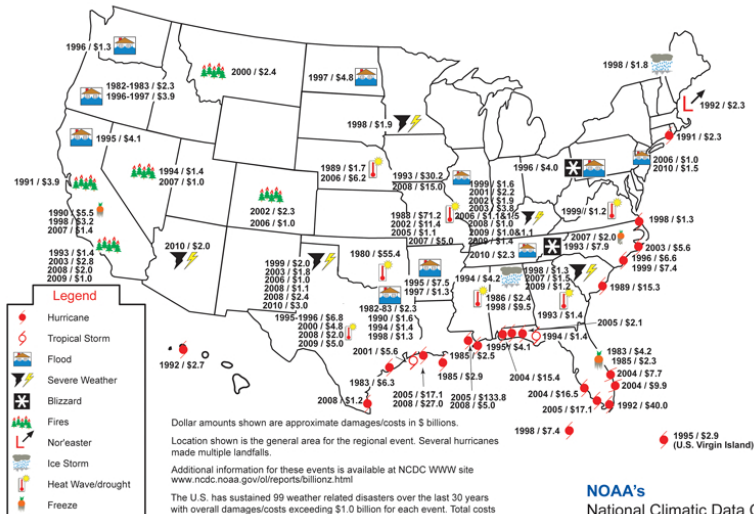 1996 / $1.3
1982-1983 / $2.3
1996-1997 / $3.9
2000 / $2.4
1997 / $4.8
1998 / $1.9
1998 / $1.8
1992 / $2.3
1991 / $2.3
1995 / $4.1
1991 / $3.9
1990 / $5.5
1998 / $3.2
2007 / $1.4
1993 / $1.4
2003 / $2.8
2008 / $2.0
2009 / $1.0
1994 / $1.4
2007 / $1.0
2002 / $2.3
2006 / $1.0
2010 / $2.0
1989 / $1.7
2006 / $6.2
1993 / $30.2
2008 / $15.0
1988 / $71.2
2002 / $11.4
2005 / $1.1
2007 / $5.0
1999 / $1.6
2001 / $2.2
2002 / $1.9
2003 / $3.8
2006 / $1.1&1.5
2008 / $1.0
2009 / $1.0&1.1
2009 / $1.4
1996 / $4.0
2006 / $1.0
2010 / $1.5
1999// $1.2
1998 / $1.3
2007 / $2.0
1993 / $7.9
2010 / $2.3
2003 / $5.6
1996 / $6.6
1999 / $7.4
1989 / $15.3
1980 / $55.4
1999 / $2.0
2003 / $1.8
2006 / $1.0
2008 / $1.1
2008 / $2.4
2010 / $3.0
1995 / $7.5
1997 / $1.3
1982-83 / $2.3
1990 / $1.6
1994 / $1.4
1998 / $1.3
1994 / $4.2
1986 / $2.4
1998 / $9.5
1998 / $1.3
2007 / $1.5
2009 / $1.2
1993 / $1.4
1995-1996 / $6.8
2000 / $4.8
2008 / $2.0
2009 / $5.0
2001 / $5.6
1983 / $6.3
2008 / $1.2
2005 / $17.1
2008 / $27.0
1985 / $2.5
1985 / $2.9
2005 / $133.8
2008 / $5.0
1995 / $4.1
2004 / $15.4
2005 / $2.1
1994 / $1.4
1983 / $4.2
1985 / $2.3
2004 / $7.7
2004 / $9.9
2004 / $16.5
2005 / $17.1
1992 / $40.0
1998 / $7.4
1995 / $2.9
(U.S. Virgin Island)
1992 / $2.7
Legend
Hurricane
Tropical Storm
Flood
Severe Weather
Blizzard
Fires
Nor'easter
Ice Storm
Heat Wave/drought
Freeze
Dollar amounts shown are approximate damages/costs in $ billions.
Location shown is the general area for the regional event. Several hurricanes
made multiple landfalls.
Additional information for these events is available at NCDC WWW site
www.ncdc.noaa.gov/ol/reports/billionz.html
The U.S. has sustained 99 weather related disasters over the last 30 years
with overall damages/costs exceeding $1.0 billion for each event. Total costs
NOAA's
National Climatic Data